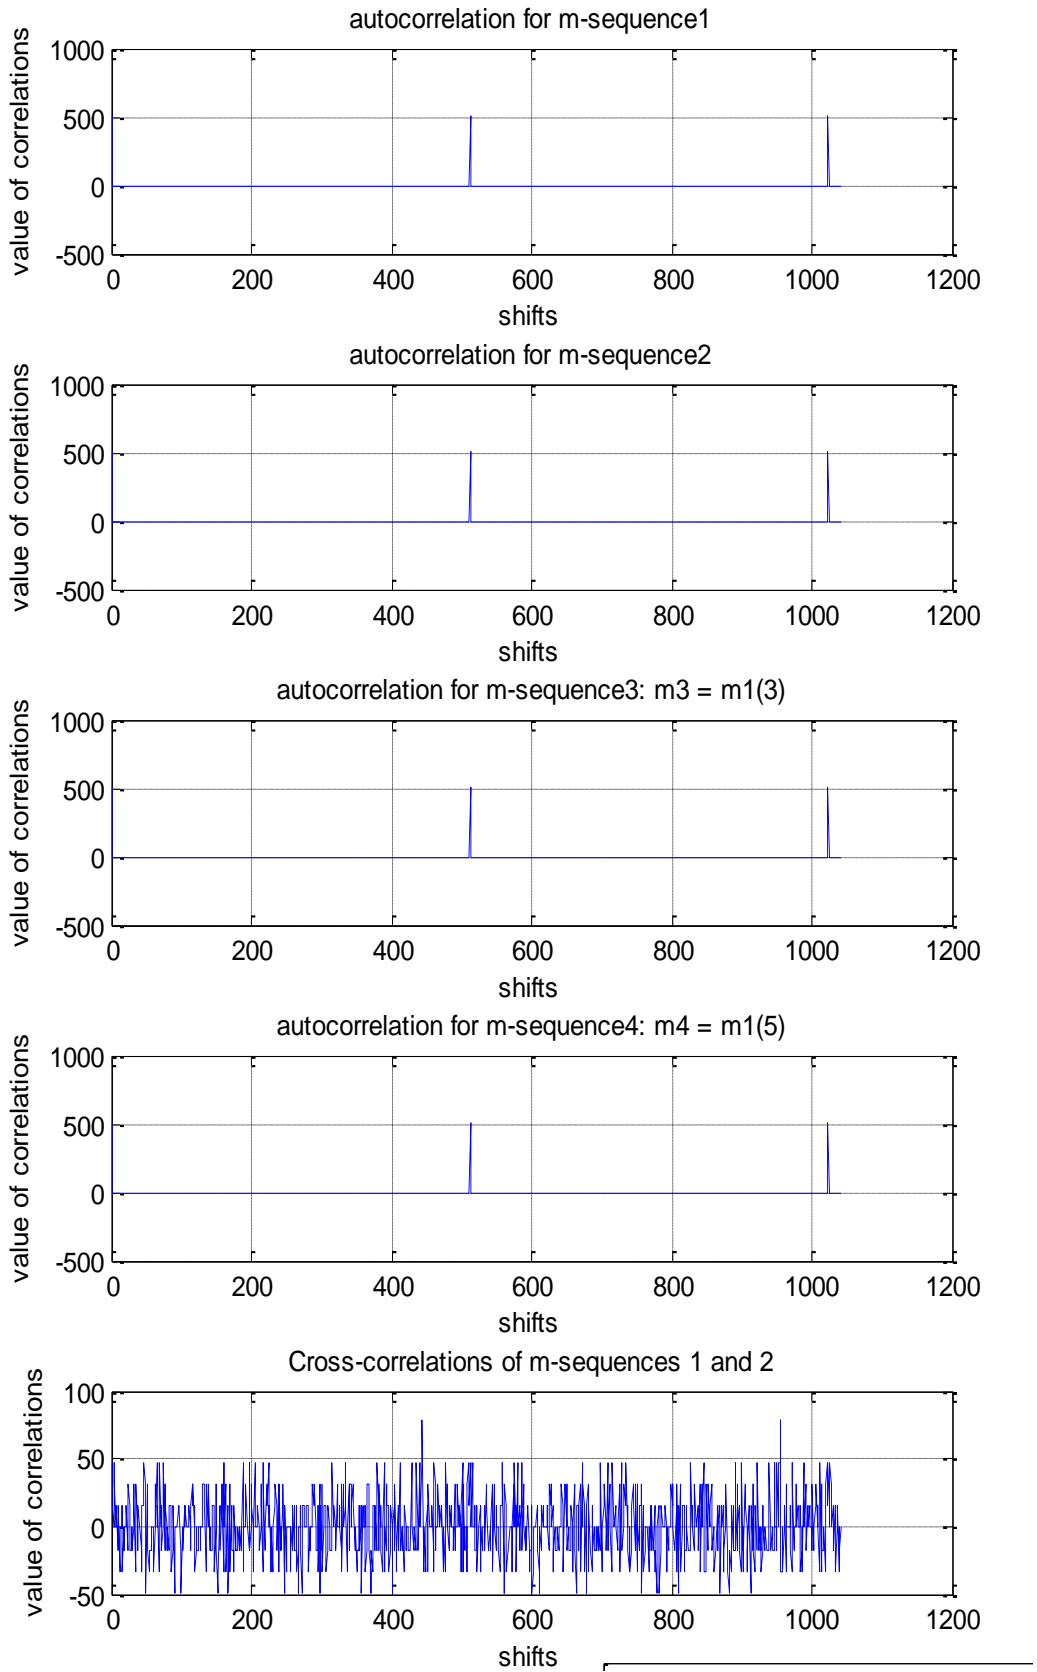 autocorrelation for m-sequence1
value of correlations
1000
500
0
-500
0 200 400 600 800 1000 1200
shifts
autocorrelation for m-sequence2
value of correlations
1000
500
0
-500
0 200 400 600 800 1000 1200
shifts
autocorrelation for m-sequence3: m3 = m1(3)
value of correlations
1000
500
0
-500
0 200 400 600 800 1000 1200
shifts
autocorrelation for m-sequence4: m4 = m1(5)
value of correlations
1000
500
0
-500
0 200 400 600 800 1000 1200
shifts
Cross-correlations of m-sequences 1 and 2
value of correlations
100
50
0
-50
0 200 400 600 800 1000 1200
shifts